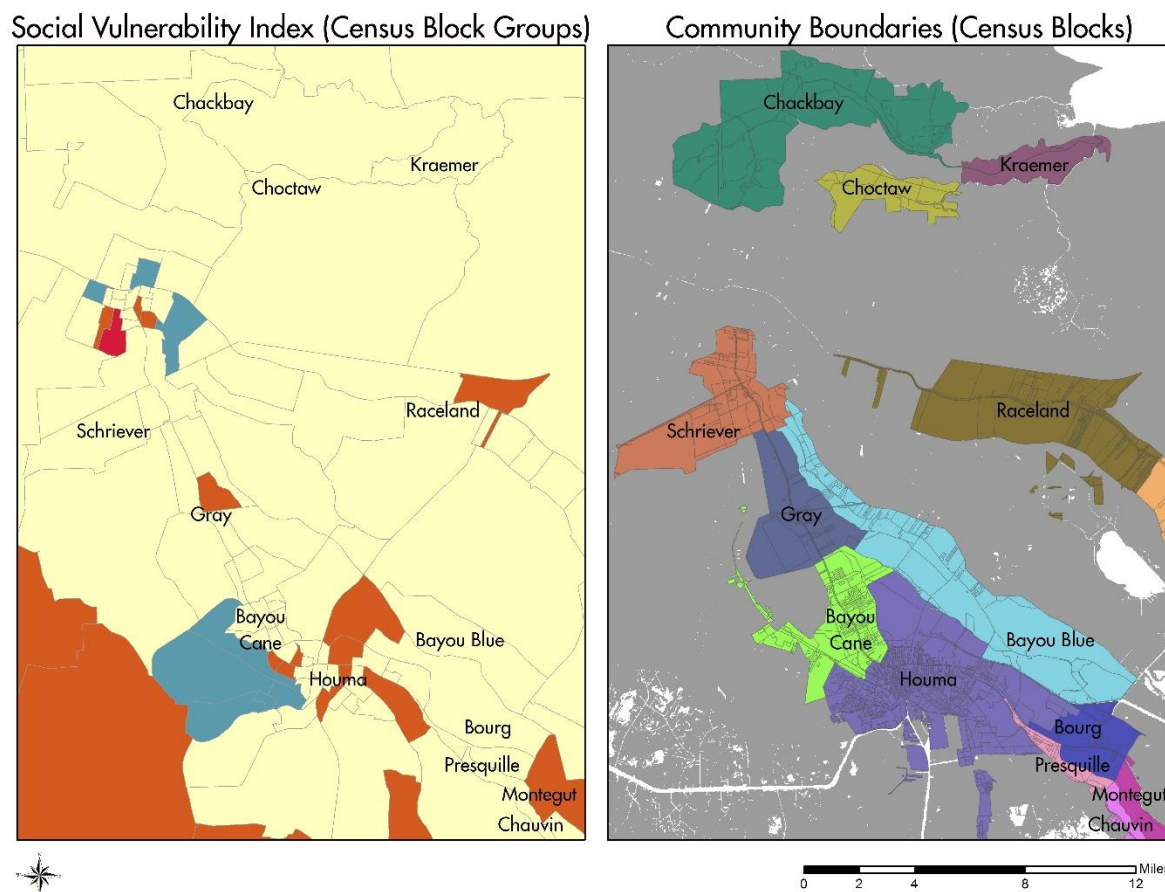 Social Vulnerability Index (Census Block Groups)
Chackbay
Kraemer
Choctaw
Raceland
Schriever
Gray
Bayou
Cane
Bayou Blue
Houma
Bourg
Presquille
Montegut
Chauvin
Community Boundaries (Census Blocks)
Chackbay
Kraemer
Choctaw
Raceland
Schriever
Gray
Bayou
Cane
Bayou Blue
Houma
Bourg
Presquille
Montegut
Chauvin
Miles
0 2 4 8 12